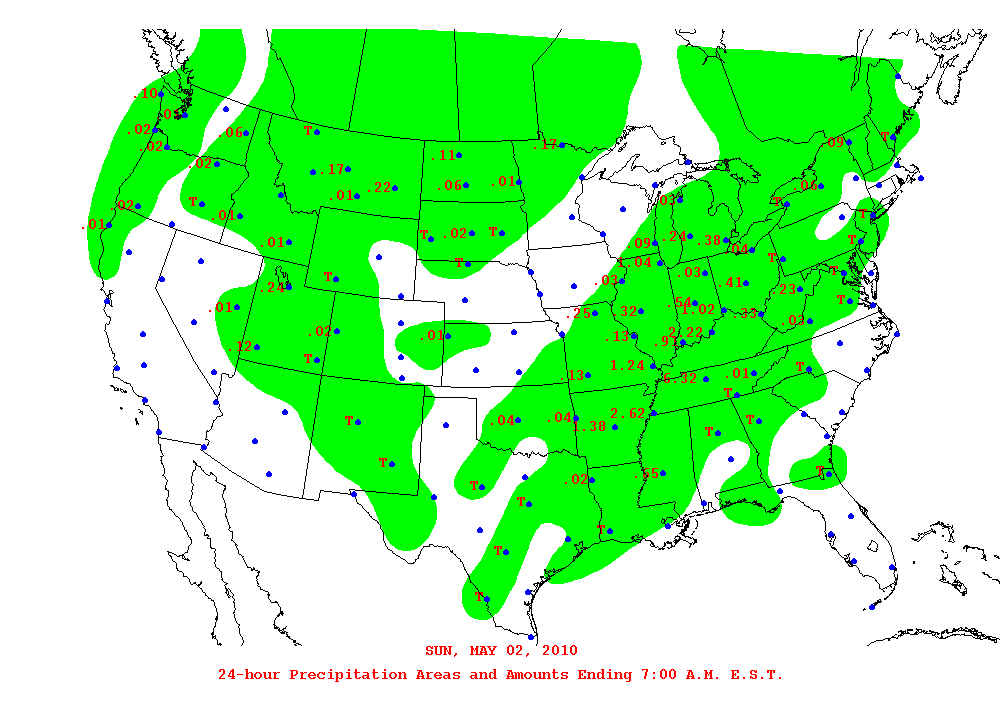 .10
.02
.06
T
.02
.11
.17
.09
T
.02
.17
.01
.22
.06
.01
.06
.02
T
.01
.03
T
T
.01
T
.02
T
.01
.09
.24
.38
.04
T
T
1.04
T
.03
T
.24
T
.03
.41
.23
T
.01
.25
.32
.54
1.02
.33
.03
.02
.01
.13
2.22
.12
T
1.24
T
.13
6.32
.01
T
T
.04
.04
1.38
2.62
T
T
T
.02
.55
T
T
T
T
T
T
SUN, MAY 02, 2010
24-hour Precipitation Areas and Amounts Ending 7:00 A.M. E.S.T.